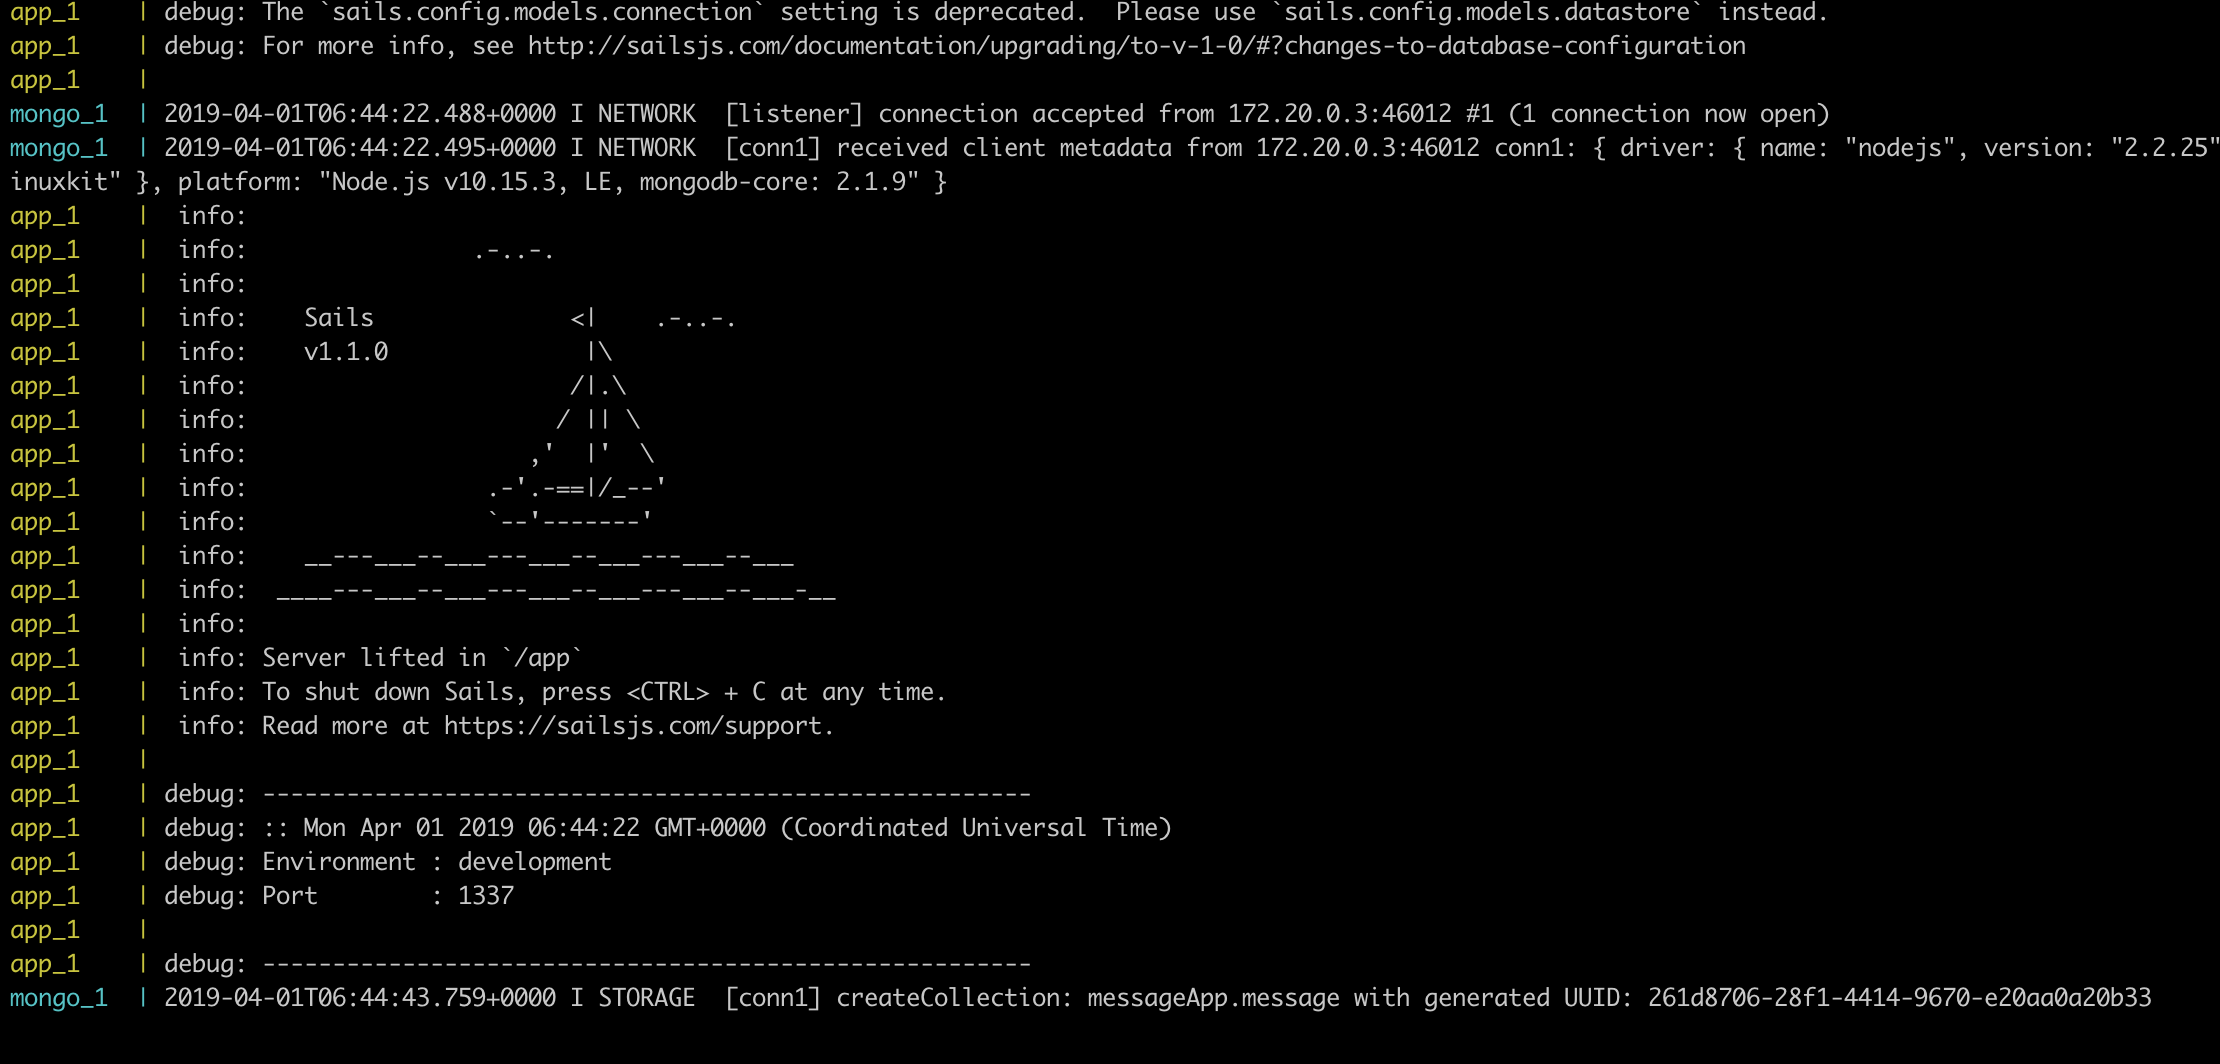 app_1    | debug: The `sails.config.models.connection` setting is deprecated.  Please use `sails.config.models.datastore` instead.
app_1    | debug: For more info, see http://sailsjs.com/documentation/upgrading/to-v-1-0/#?changes-to-database-configuration
app_1    |
mongo_1  | 2019-04-01T06:44:22.488+0000 I NETWORK  [listener] connection accepted from 172.20.0.3:46012 #1 (1 connection now open)
mongo_1  | 2019-04-01T06:44:22.495+0000 I NETWORK  [conn1] received client metadata from 172.20.0.3:46012 conn1: { driver: { name: "nodejs", version: "2.2.25"
inuxkit" }, platform: "Node.js v10.15.3, LE, mongodb-core: 2.1.9" }
app_1    |  info:
app_1    |  info:                .-..-.
app_1    |  info:
app_1    |  info:    Sails              <|    .-..-.
app_1    |  info:    v1.1.0              |\
app_1    |  info:                       /|.\
app_1    |  info:                      / || \
app_1    |  info:                    ,'  |'  \
app_1    |  info:                 .-'.-==|/_--'
app_1    |  info:                 `--'-------'
app_1    |  info:    __---___--___---___--___---___--___
app_1    |  info:  ____---___--___---___--___---___--___-__
app_1    |  info:
app_1    |  info: Server lifted in `/app`
app_1    |  info: To shut down Sails, press <CTRL> + C at any time.
app_1    |  info: Read more at https://sailsjs.com/support.
app_1    |
app_1    | debug: -------------------------------------------------------
app_1    | debug: :: Mon Apr 01 2019 06:44:22 GMT+0000 (Coordinated Universal Time)
app_1    | debug: Environment : development
app_1    | debug: Port        : 1337
app_1    |
app_1    | debug: -------------------------------------------------------
mongo_1  | 2019-04-01T06:44:43.759+0000 I STORAGE  [conn1] createCollection: messageApp.message with generated UUID: 261d8706-28f1-4414-9670-e20aa0a20b33